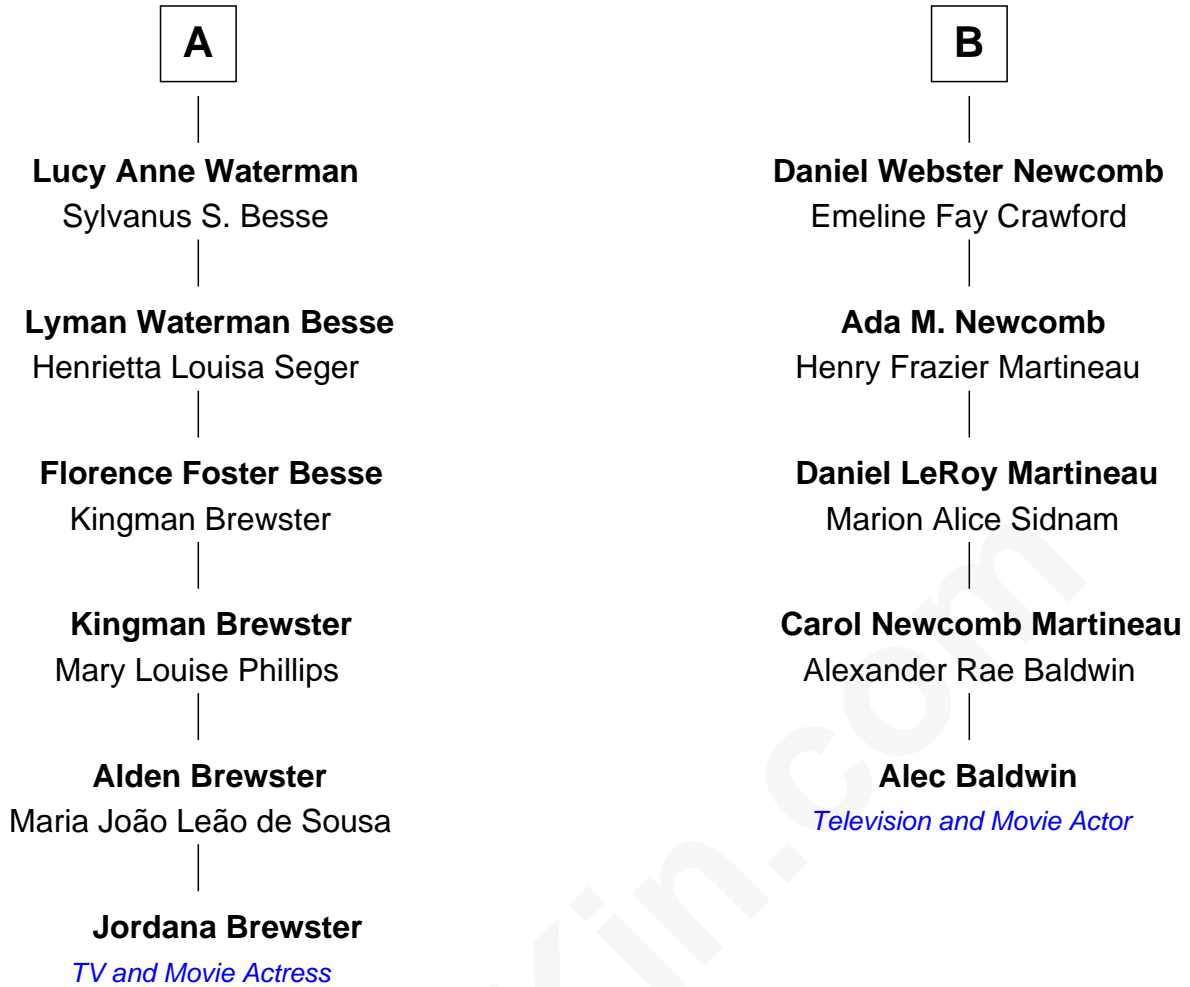 A
Lucy Anne Waterman
Sylvanus S. Besse
Lyman Waterman Besse
Henrietta Louisa Seger
Florence Foster Besse
Kingman Brewster
Kingman Brewster
Mary Louise Phillips
Alden Brewster
Maria João Leão de Sousa
Jordana Brewster
TV and Movie Actress
B
Daniel Webster Newcomb
Emeline Fay Crawford
Ada M. Newcomb
Henry Frazier Martineau
Daniel LeRoy Martineau
Marion Alice Sidnam
Carol Newcomb Martineau
Alexander Rae Baldwin
Alec Baldwin
Television and Movie Actor
Kin.com